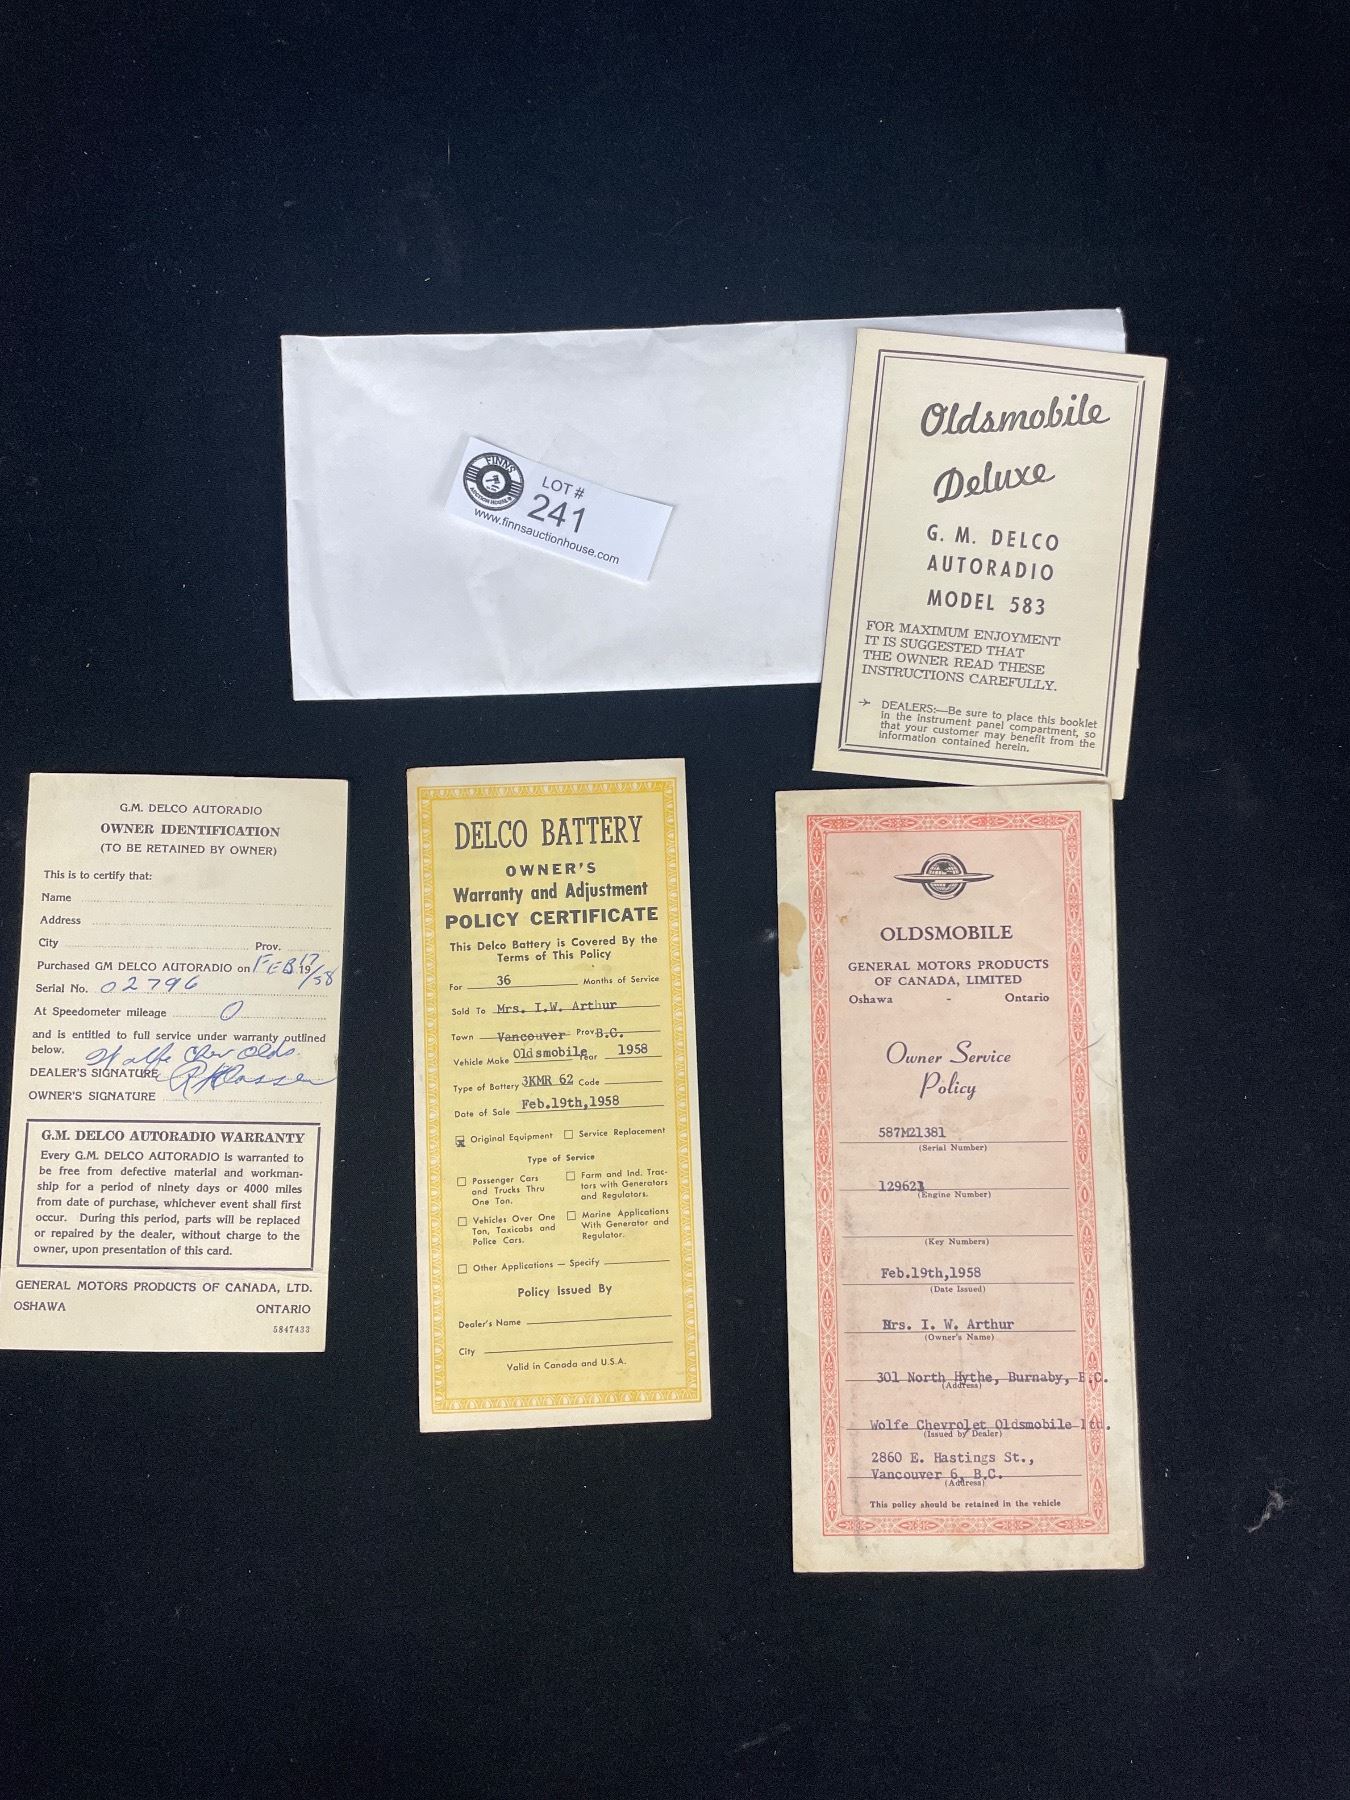 FINNS
AUCTION HOUSE
LOT #
241
www.finnsauctionhouse.com
Oldsmobile
Deluxe
G. M. DELCO
AUTORADIO
MODEL 583
FOR MAXIMUM ENJOYMENT
IT IS SUGGESTED THAT
THE OWNER READ THESE
INSTRUCTIONS CAREFULLY.
DEALERS:—Be sure to place this booklet
in the instrument panel compartment, so
that your customer may benefit from the
information contained herein.
G.M. DELCO AUTORADIO
OWNER IDENTIFICATION
(TO BE RETAINED BY OWNER)
This is to certify that:
Name
Address
City Prov.
Purchased GM DELCO AUTORADIO on FEB 17 19/58
Serial No. 02796
At Speedometer mileage 0
and is entitled to full service under warranty outlined
below. Wolfe Chev Olds.
DEALER'S SIGNATURE
OWNER'S SIGNATURE
G.M. DELCO AUTORADIO WARRANTY
Every G.M. DELCO AUTORADIO is warranted to
be free from defective material and workman-
ship for a period of ninety days or 4000 miles
from date of purchase, whichever event shall first
occur. During this period, parts will be replaced
or repaired by the dealer, without charge to the
owner, upon presentation of this card.
GENERAL MOTORS PRODUCTS OF CANADA, LTD.
OSHAWA ONTARIO
5847433
DELCO BATTERY
OWNER'S
Warranty and Adjustment
POLICY CERTIFICATE
This Delco Battery is Covered By the
Terms of This Policy
For 36 Months of Service
Sold To Mrs. I.W. Arthur
Town Vancouver Prov. B.C.
Vehicle Make Oldsmobile Year 1958
Type of Battery 3KMR 62 Code
Date of Sale Feb.19th,1958
Original Equipment Service Replacement
Type of Service
Passenger Cars
and Trucks Thru
One Ton.
Farm and Ind. Trac-
tors with Generators
and Regulators.
Vehicles Over One
Ton, Taxicabs and
Police Cars.
Marine Applications
With Generator and
Regulator.
Other Applications — Specify
Policy Issued By
Dealer's Name
City
Valid in Canada and U.S.A.
OLDSMOBILE
GENERAL MOTORS PRODUCTS
OF CANADA, LIMITED
Oshawa - Ontario
Owner Service
Policy
587M21381
(Serial Number)
129621
(Engine Number)
(Key Numbers)
Feb.19th,1958
(Date Issued)
Mrs. I. W. Arthur
(Owner's Name)
301 North Hythe, Burnaby, B.C.
(Address)
Wolfe Chevrolet Oldsmobile ltd.
(Issued by Dealer)
2860 E. Hastings St.,
Vancouver 6, B.C.
(Address)
This policy should be retained in the vehicle